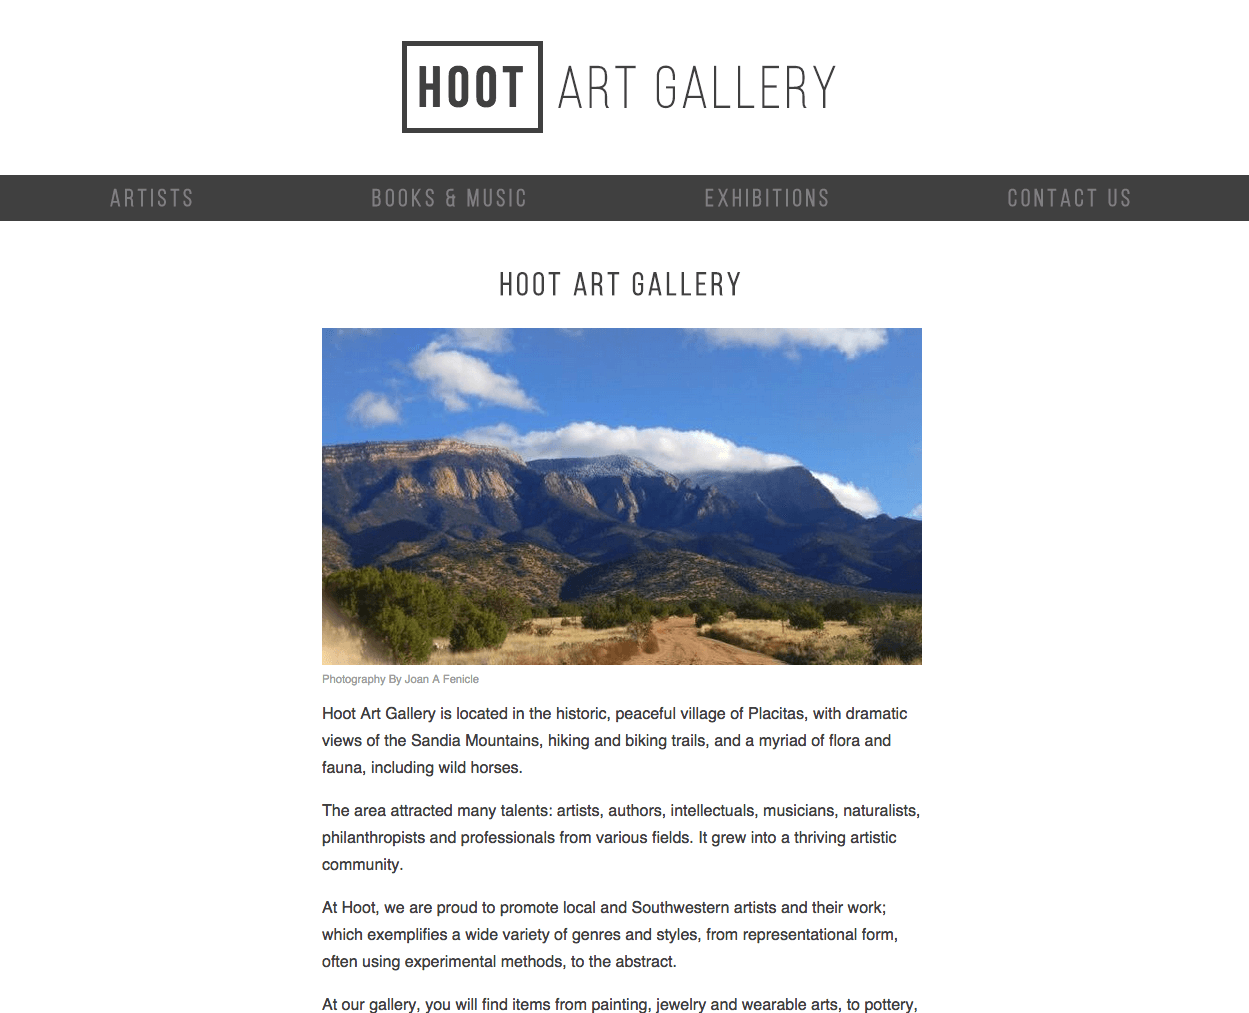 HOOT ART GALLERY
ARTISTS BOOKS & MUSIC EXHIBITIONS CONTACT US
HOOT ART GALLERY
Photography By Joan A Fenicle
Hoot Art Gallery is located in the historic, peaceful village of Placitas, with dramatic
views of the Sandia Mountains, hiking and biking trails, and a myriad of flora and
fauna, including wild horses.
The area attracted many talents: artists, authors, intellectuals, musicians, naturalists,
philanthropists and professionals from various fields. It grew into a thriving artistic
community.
At Hoot, we are proud to promote local and Southwestern artists and their work;
which exemplifies a wide variety of genres and styles, from representational form,
often using experimental methods, to the abstract.
At our gallery, you will find items from painting, jewelry and wearable arts, to pottery,